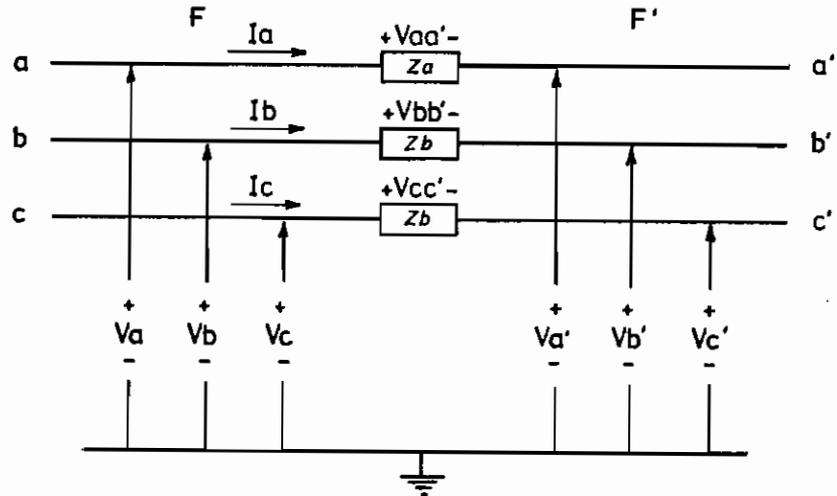 F F'
Ia +Vaa'-
a Za a'
Ib +Vbb'-
b Zb b'
Ic +Vcc'-
c Zb c'
+ + + + + +
Va Vb Vc Va' Vb' Vc'
- - - - - -